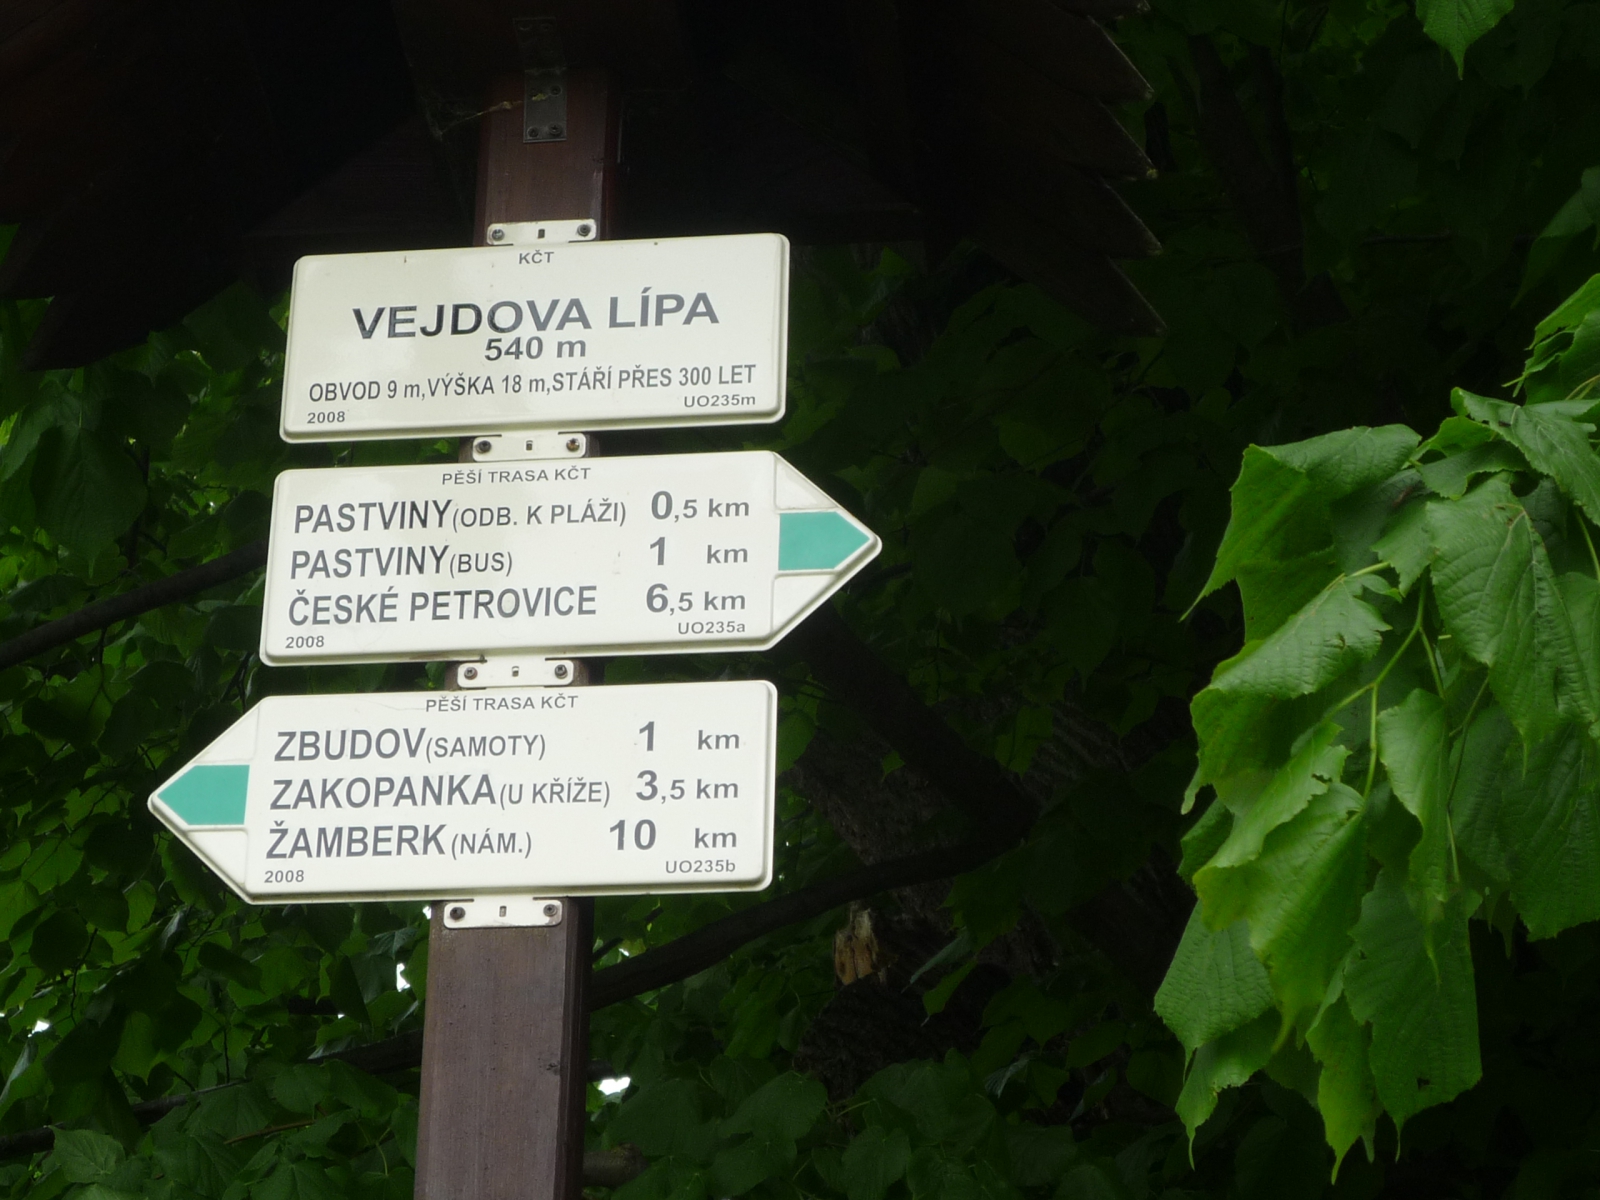 KČT
VEJDOVA LÍPA
540 m
OBVOD 9 m, VÝŠKA 18 m, STÁŘÍ PŘES 300 LET
2008 UO235m
PĚŠÍ TRASA KČT
PASTVINY (ODB. K PLÁŽI) 0,5 km
PASTVINY (BUS) 1 km
ČESKÉ PETROVICE 6,5 km
2008 UO235a
PĚŠÍ TRASA KČT
ZBUDOV (SAMOTY) 1 km
ZAKOPANKA (U KŘÍŽE) 3,5 km
ŽAMBERK (NÁM.) 10 km
2008 UO235b